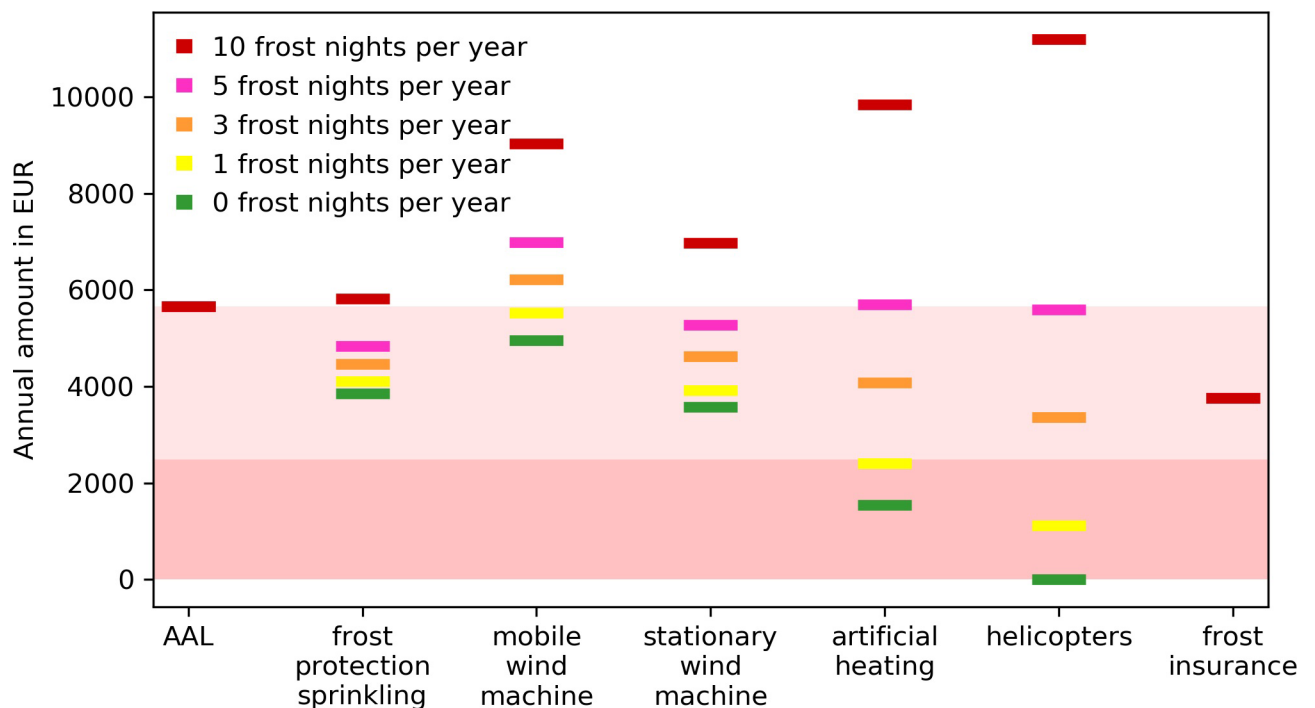 10 frost nights per year
5 frost nights per year
3 frost nights per year
1 frost nights per year
0 frost nights per year
Annual amount in EUR
10000
8000
6000
4000
2000
0
AAL
frost
protection
sprinkling
mobile
wind
machine
stationary
wind
machine
artificial
heating
helicopters
frost
insurance